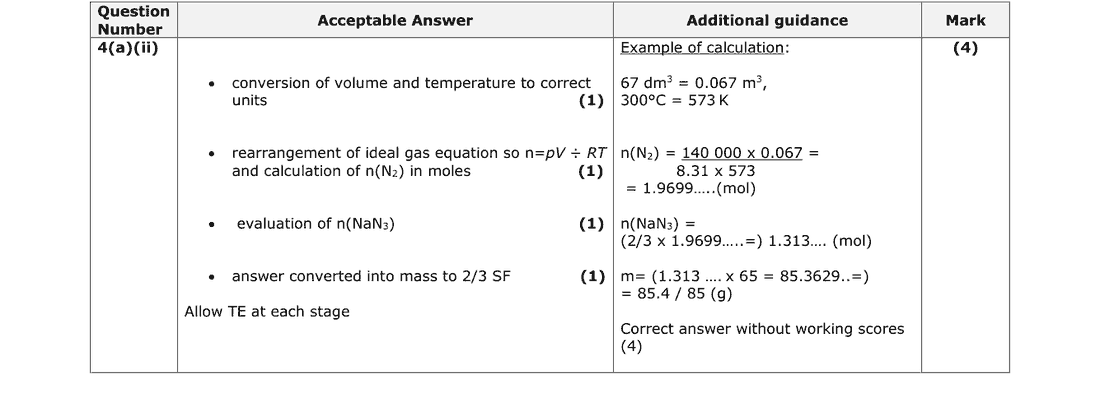 Question Number
Acceptable Answer
Additional guidance
Mark
4(a)(ii)
Example of calculation:
(4)
• conversion of volume and temperature to correct
units (1)
67 dm³ = 0.067 m³,
300°C = 573 K
• rearrangement of ideal gas equation so n=pV ÷ RT
and calculation of n(N₂) in moles (1)
n(N₂) = 140 000 x 0.067 =
8.31 x 573
= 1.9699.....(mol)
• evaluation of n(NaN₃) (1)
n(NaN₃) =
(2/3 x 1.9699.....=) 1.313.... (mol)
• answer converted into mass to 2/3 SF (1)
m= (1.313 .... x 65 = 85.3629..=)
= 85.4 / 85 (g)
Allow TE at each stage
Correct answer without working scores
(4)